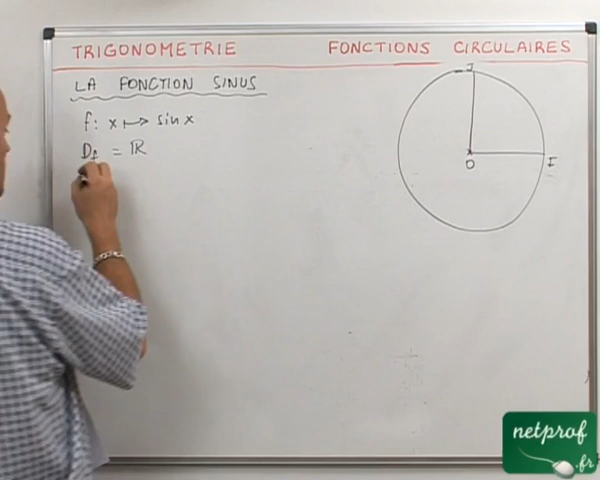 TRIGONOMETRIE FONCTIONS CIRCULAIRES
LA FONCTION SINUS
f: x ↦ sin x
Df = ℝ
J
O
I
netprof
.fr